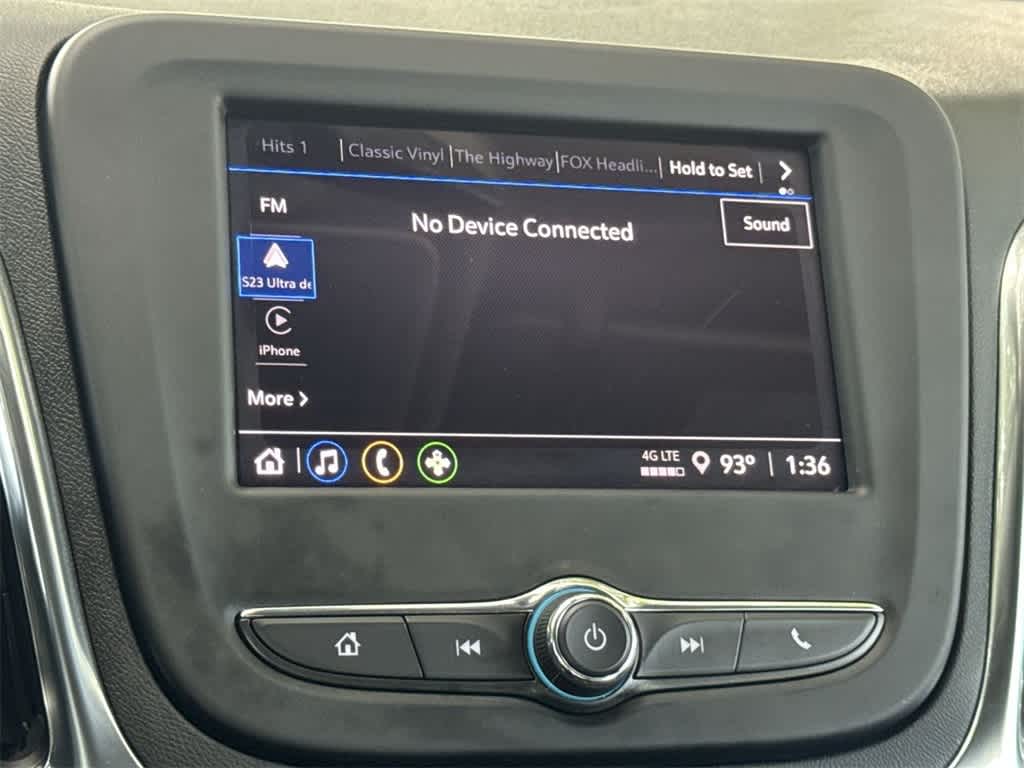 Hits 1 | Classic Vinyl | The Highway | FOX Headli... | Hold to Set |
FM
No Device Connected
Sound
S23 Ultra de
iPhone
More
4G LTE
93° | 1:36